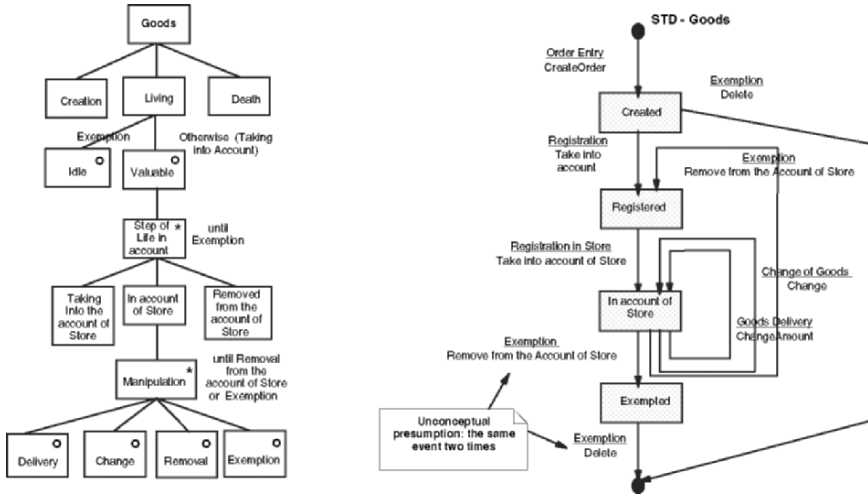 Goods
Creation
Living
Death
Exemption
Otherwise (Taking
into Account)
Idle
Valuable
Step of *
Life in
account
until
Exemption
Taking
Into the
account of
Store
In account
of Store
Removed
from the
account of
Store
Manipulation *
until Removal
from the
account of Store
or Exemption
Delivery
Change
Removal
Exemption
STD - Goods
Order Entry
CreateOrder
Exemption
Delete
Created
Registration
Take into
account
Exemption
Remove from the Account of Store
Registered
Registration in Store
Take into account of Store
Change of Goods
Change
In account of
Store
Goods Delivery
ChangeAmount
Exemption
Remove from the Account of Store
Exempted
Unconceptual
presumption: the same
event two times
Exemption
Delete